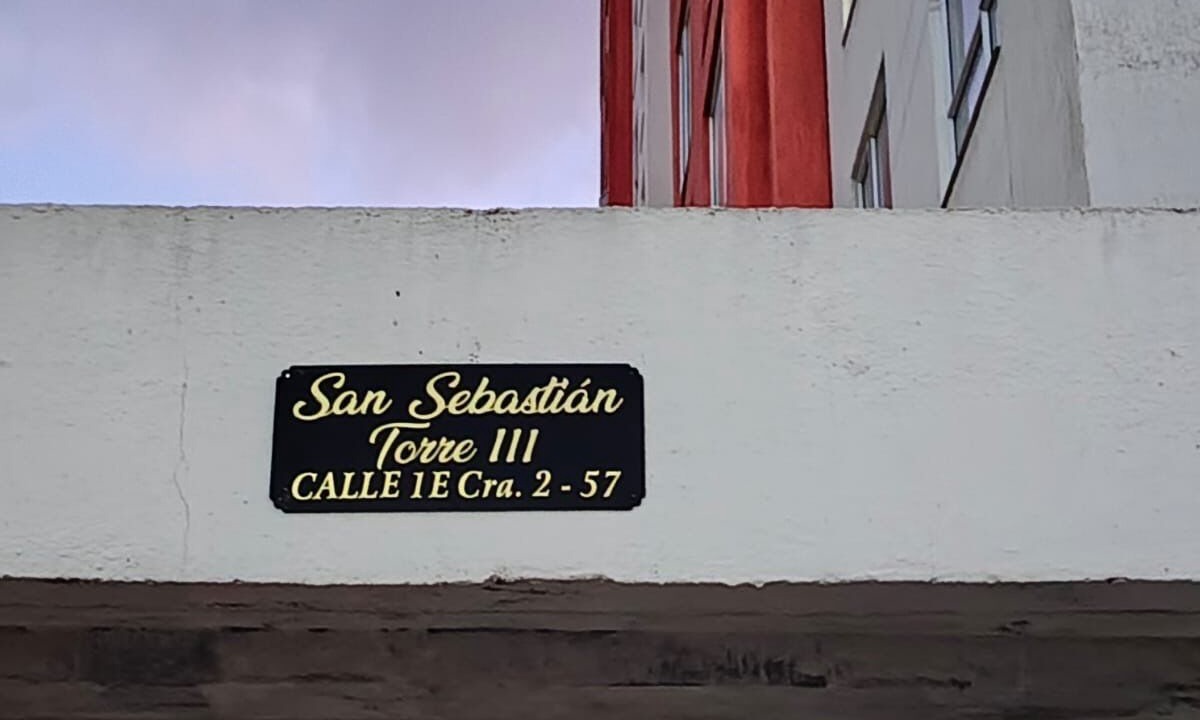 San Sebastián
Torre III
CALLE 1E Cra. 2 - 57